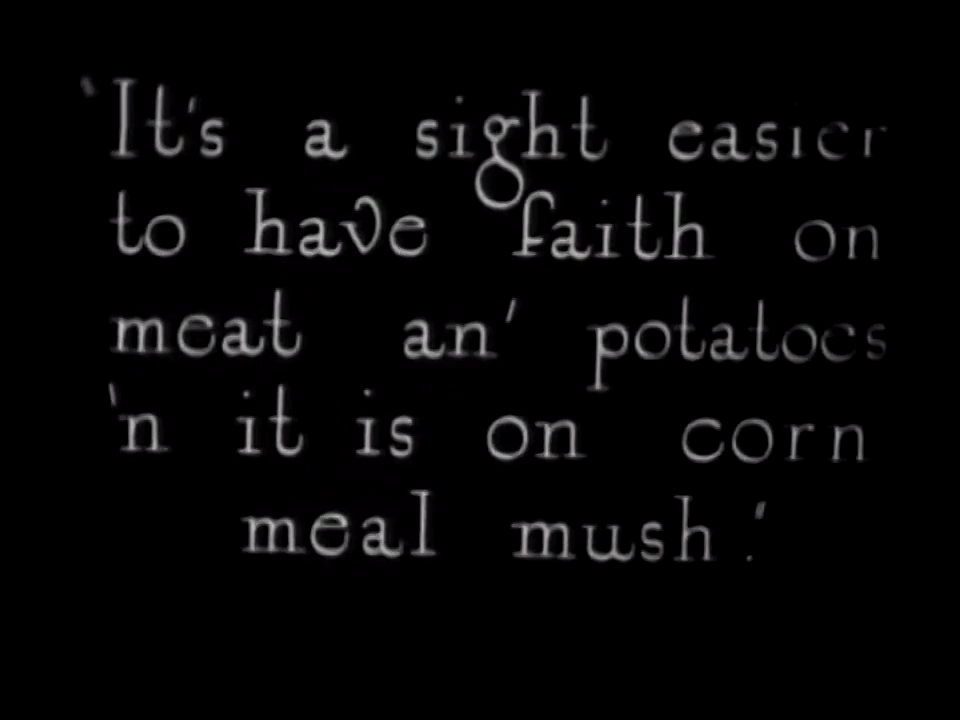 'It's a sight easier
to have faith on
meat an' potatoes
'n it is on corn
meal mush.'